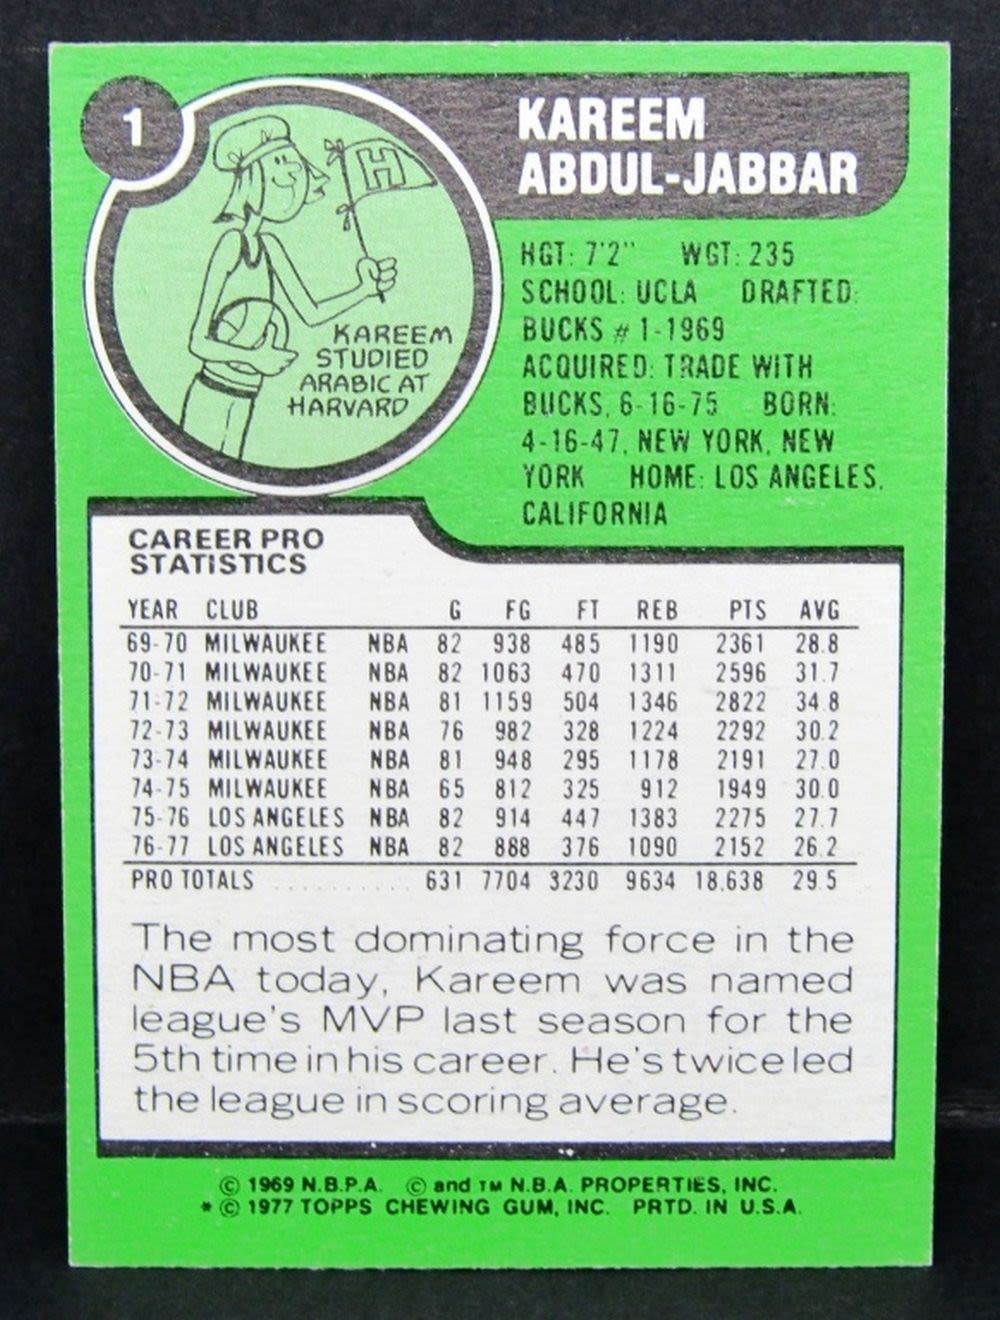 1
KAREEM
ABDUL-JABBAR
H
KAREEM
STUDIED
ARABIC AT
HARVARD
HGT: 7'2" WGT: 235
SCHOOL: UCLA DRAFTED:
BUCKS #1-1969
ACQUIRED: TRADE WITH
BUCKS, 6-16-75 BORN:
4-16-47, NEW YORK, NEW
YORK HOME: LOS ANGELES,
CALIFORNIA
CAREER PRO
STATISTICS
YEAR CLUB G FG FT REB PTS AVG
69-70 MILWAUKEE NBA 82 938 485 1190 2361 28.8
70-71 MILWAUKEE NBA 82 1063 470 1311 2596 31.7
71-72 MILWAUKEE NBA 81 1159 504 1346 2822 34.8
72-73 MILWAUKEE NBA 76 982 328 1224 2292 30.2
73-74 MILWAUKEE NBA 81 948 295 1178 2191 27.0
74-75 MILWAUKEE NBA 65 812 325 912 1949 30.0
75-76 LOS ANGELES NBA 82 914 447 1383 2275 27.7
76-77 LOS ANGELES NBA 82 888 376 1090 2152 26.2
PRO TOTALS .......... 631 7704 3230 9634 18,638 29.5
The most dominating force in the
NBA today, Kareem was named
league's MVP last season for the
5th time in his career. He's twice led
the league in scoring average.
© 1969 N.B.P.A. © and TM N.B.A. PROPERTIES, INC.
* © 1977 TOPPS CHEWING GUM, INC. PRTD. IN U.S.A.